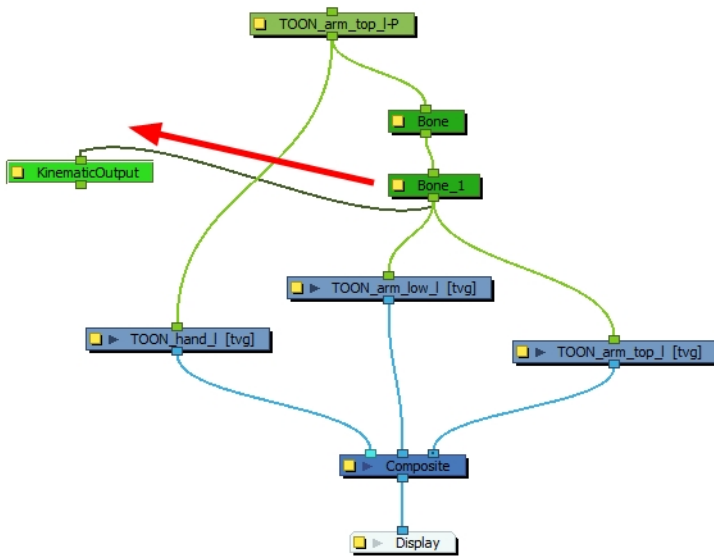 TOON_arm_top_l-P
Bone
KinematicOutput
Bone_1
TOON_arm_low_l [tvg]
TOON_hand_l [tvg]
TOON_arm_top_l [tvg]
Composite
Display